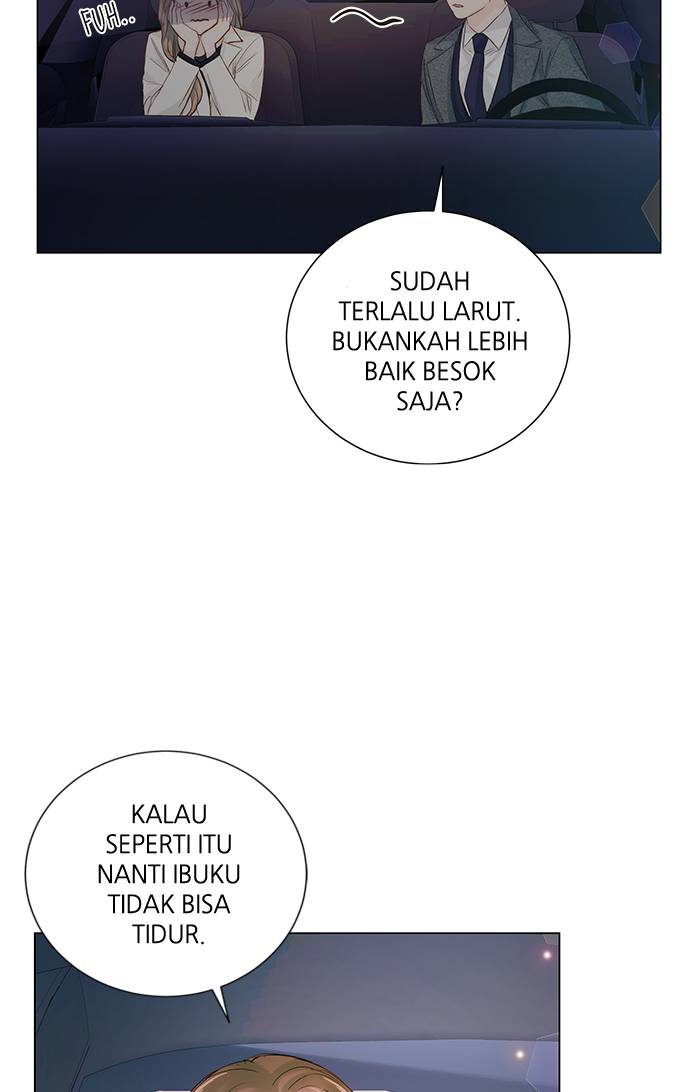 FUH..
SUDAH
TERLALU LARUT.
BUKANKAH LEBIH
BAIK BESOK
SAJA?
KALAU
SEPERTI ITU
NANTI IBUKU
TIDAK BISA
TIDUR.